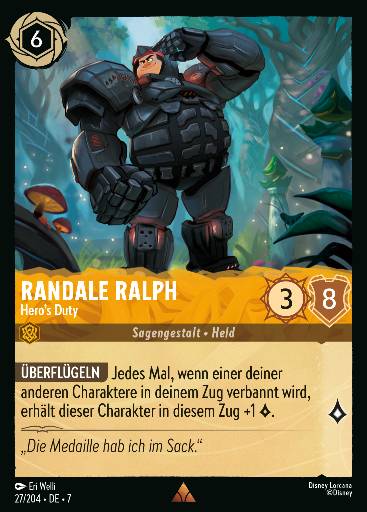 6
RANDALE RALPH
Hero's Duty
3
8
Sagengestalt • Held
ÜBERFLÜGELN Jedes Mal, wenn einer deiner
anderen Charaktere in deinem Zug verbannt wird,
erhält dieser Charakter in diesem Zug +1 .
„Die Medaille hab ich im Sack.“
Eri Welli
27/204 • DE • 7
Disney Lorcana
©Disney